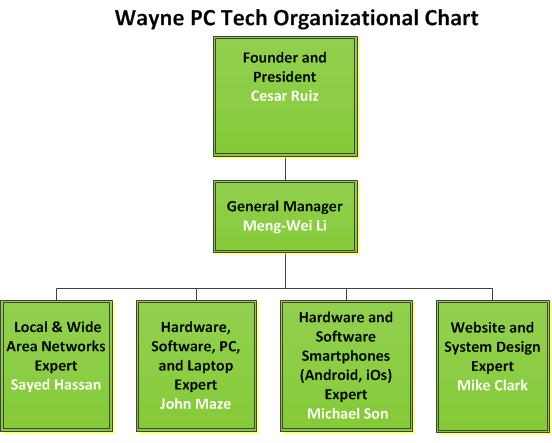 Wayne PC Tech Organizational Chart
Founder and
President
Cesar Ruiz
General Manager
Meng-Wei Li
Local & Wide
Area Networks
Expert
Sayed Hassan
Hardware,
Software, PC,
and Laptop
Expert
John Maze
Hardware and
Software
Smartphones
(Android, iOs)
Expert
Michael Son
Website and
System Design
Expert
Mike Clark